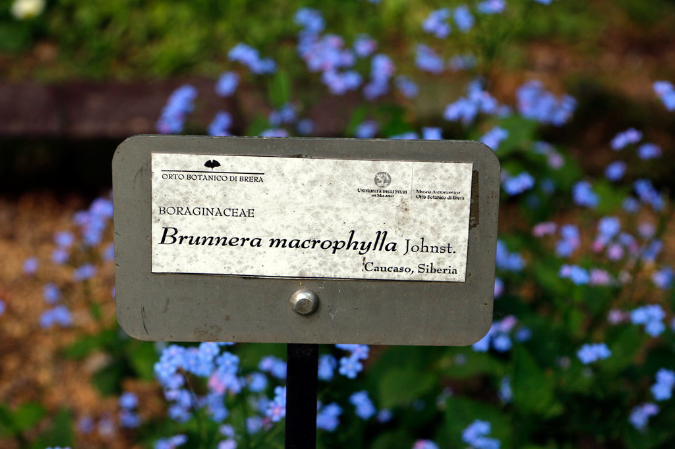 ORTO BOTANICO DI BRERA
UNIVERSITÀ DEGLI STUDI
DI MILANO
Museo Astronomico
Orto Botanico di Brera
BORAGINACEAE
Brunnera macrophylla Johnst.
Caucaso, Siberia